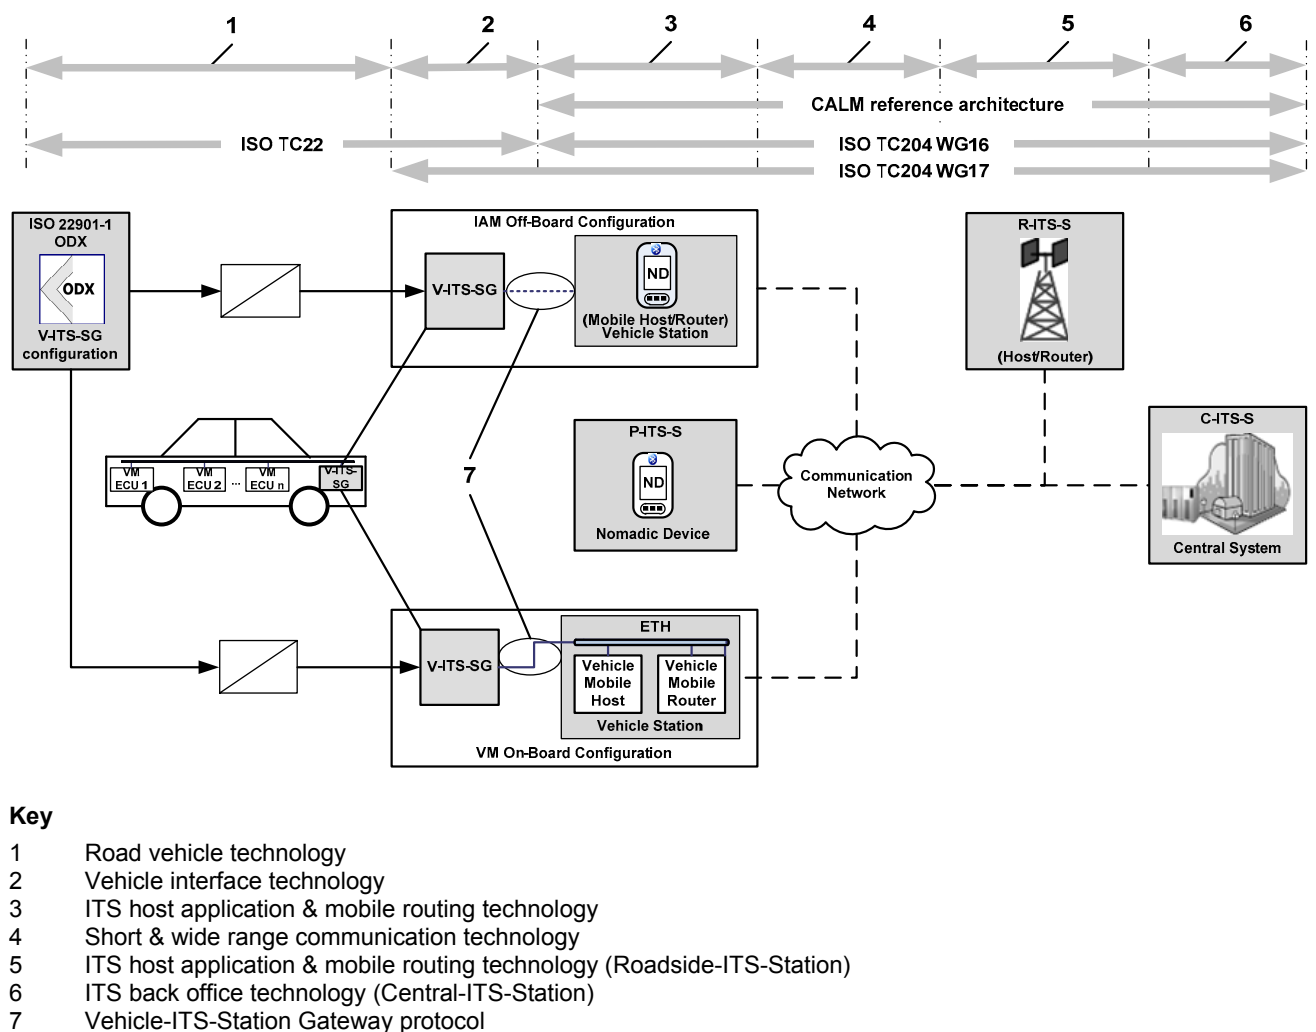 1
2
3
4
5
6
CALM reference architecture
ISO TC22
ISO TC204 WG16
ISO TC204 WG17
ISO 22901-1
ODX
ODX
V-ITS-SG
configuration
IAM Off-Board Configuration
V-ITS-SG
ND
(Mobile Host/Router)
Vehicle Station
R-ITS-S
(Host/Router)
VM
ECU 1
VM
ECU 2
...
VM
ECU n
V-ITS-
SG
7
P-ITS-S
ND
Nomadic Device
Communication
Network
C-ITS-S
Central System
V-ITS-SG
ETH
Vehicle
Mobile
Host
Vehicle
Mobile
Router
Vehicle Station
VM On-Board Configuration
Key
1 Road vehicle technology
2 Vehicle interface technology
3 ITS host application & mobile routing technology
4 Short & wide range communication technology
5 ITS host application & mobile routing technology (Roadside-ITS-Station)
6 ITS back office technology (Central-ITS-Station)
7 Vehicle-ITS-Station Gateway protocol